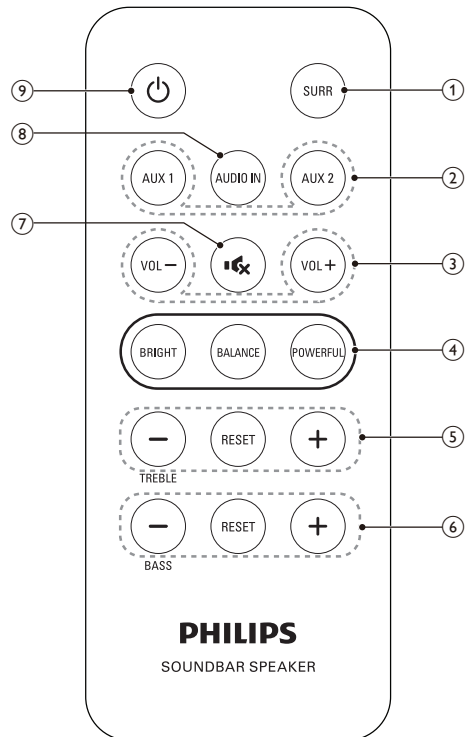 ⑨ SURR ①
⑧
AUX 1 AUDIO IN AUX 2 ②
⑦
VOL − VOL + ③
BRIGHT BALANCE POWERFUL ④
− RESET + ⑤
TREBLE
− RESET + ⑥
BASS
PHILIPS
SOUNDBAR SPEAKER